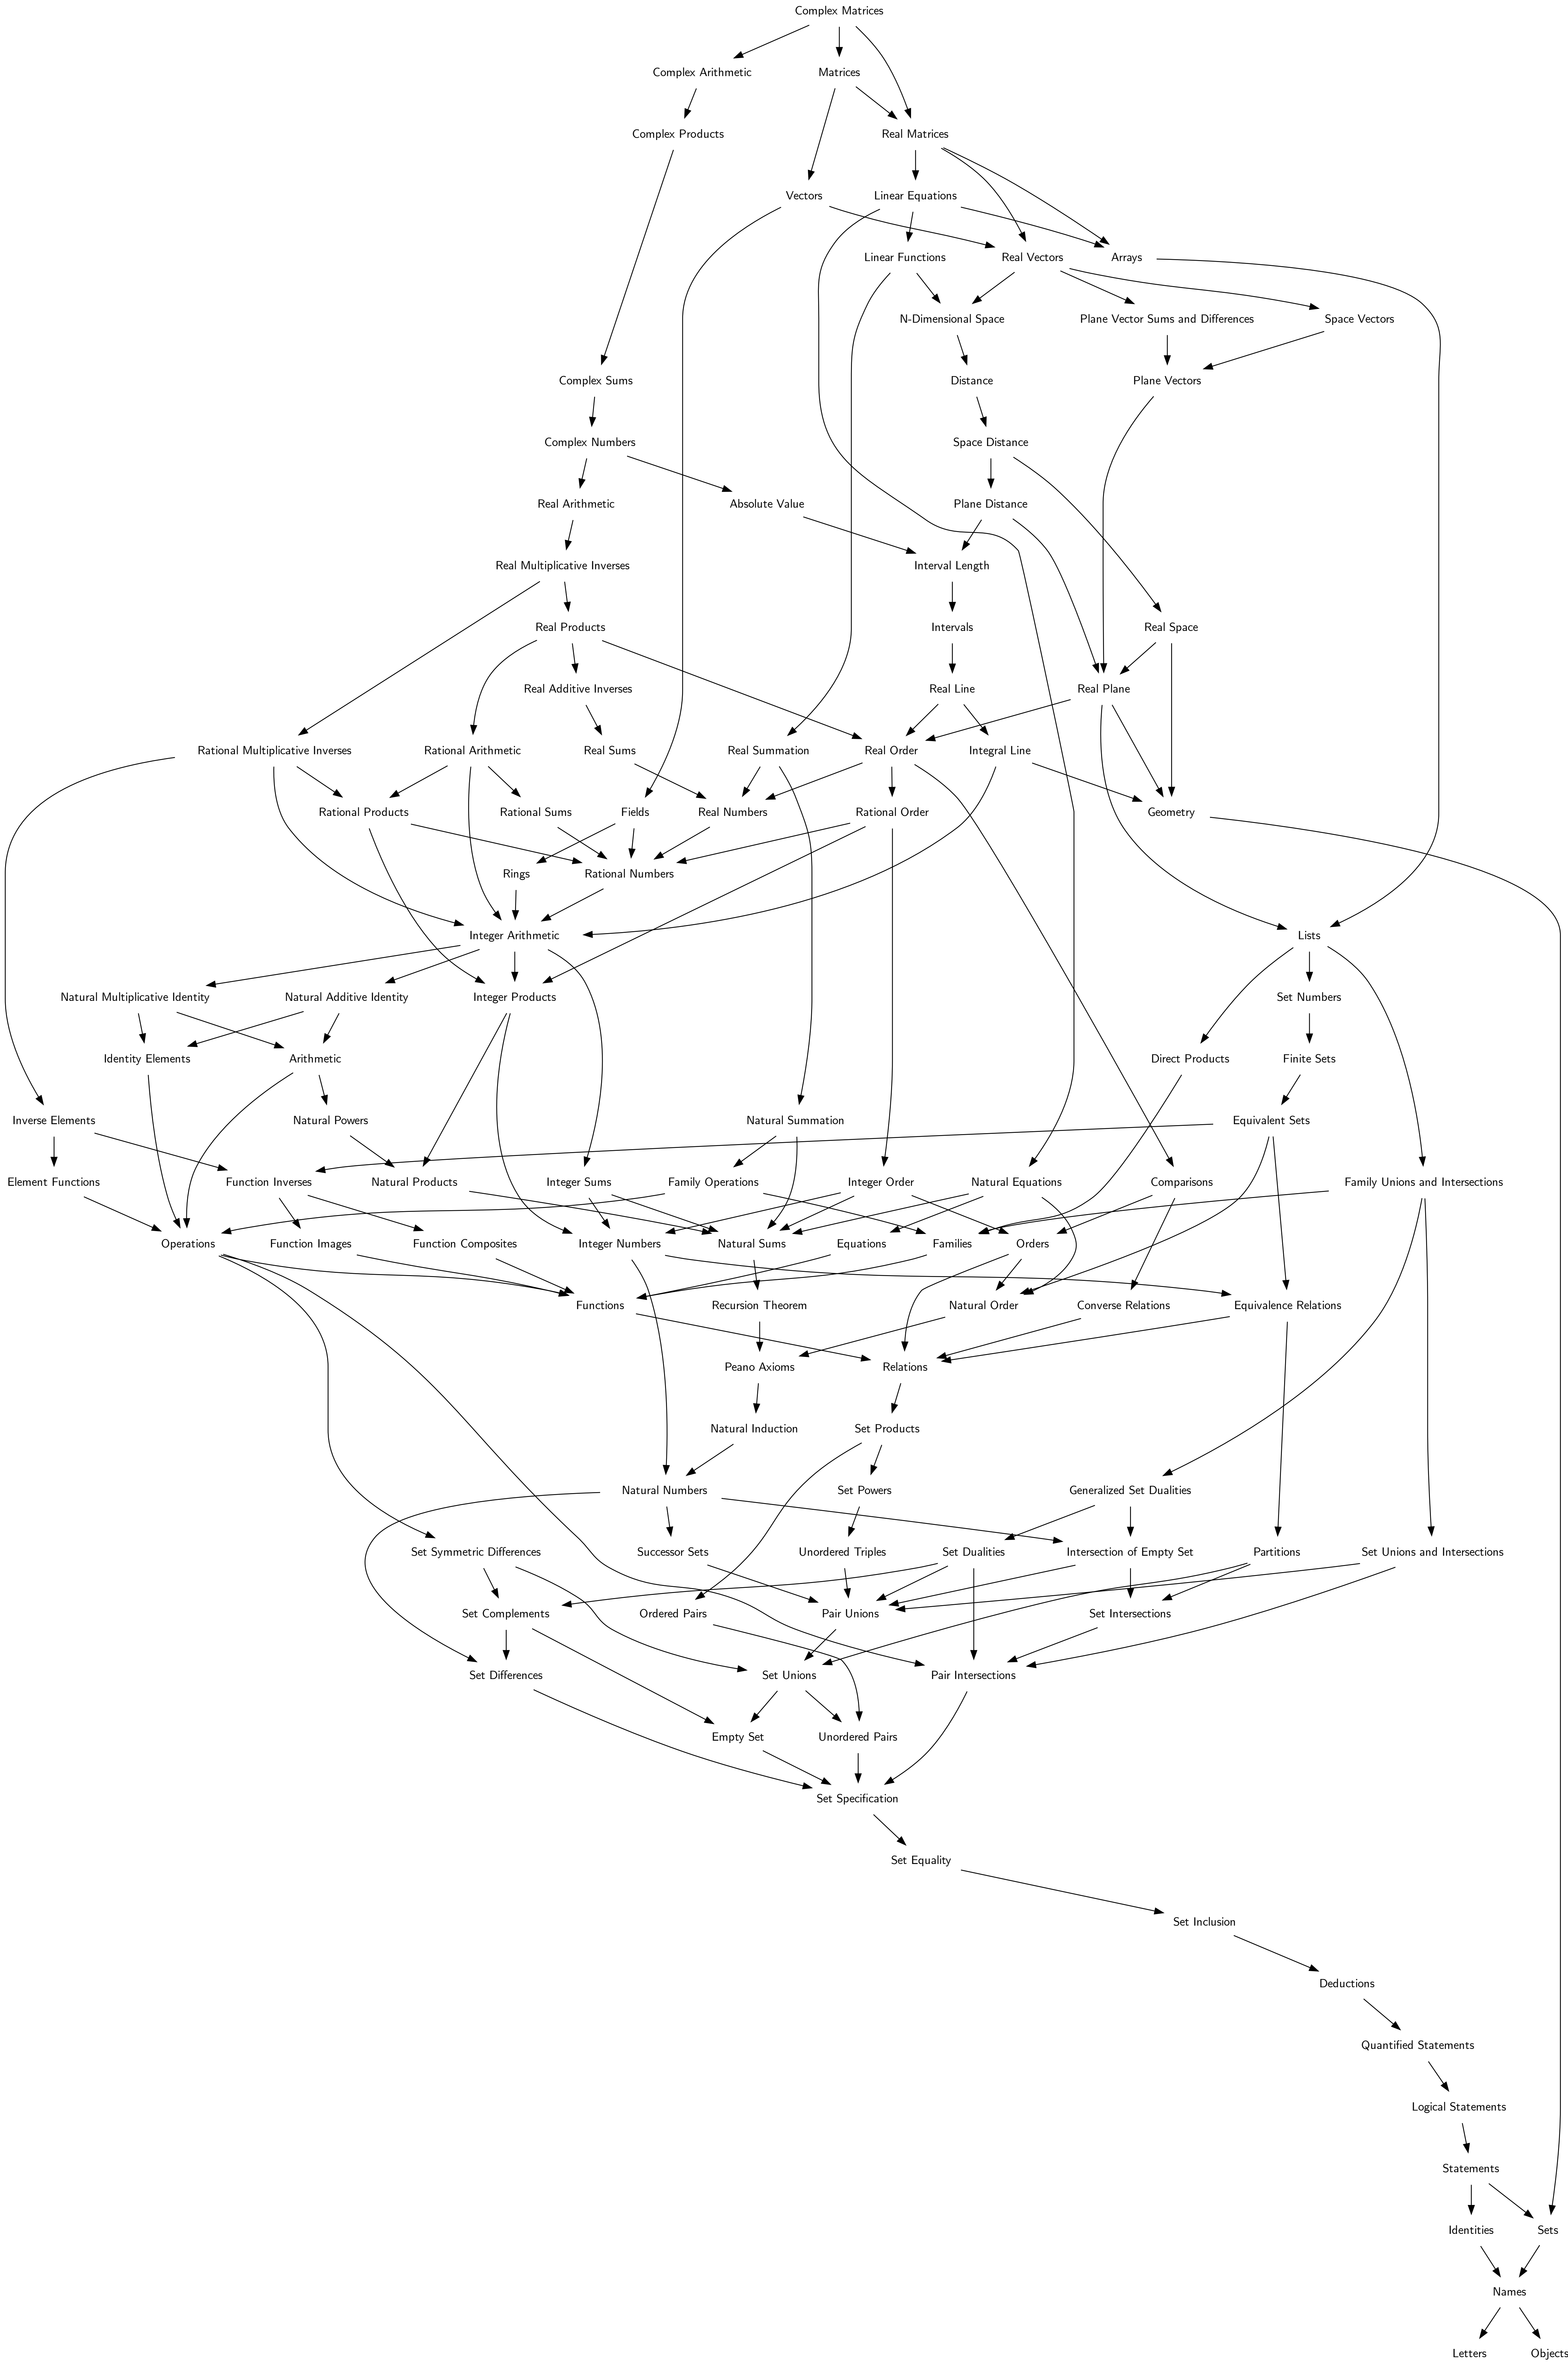 Complex Matrices
Complex Arithmetic
Matrices
Complex Products
Real Matrices
Vectors
Linear Equations
Linear Functions
Real Vectors
Arrays
N-Dimensional Space
Plane Vector Sums and Differences
Space Vectors
Complex Sums
Distance
Plane Vectors
Complex Numbers
Space Distance
Real Arithmetic
Absolute Value
Plane Distance
Real Multiplicative Inverses
Interval Length
Real Products
Intervals
Real Space
Real Additive Inverses
Real Line
Real Plane
Rational Multiplicative Inverses
Rational Arithmetic
Real Sums
Real Summation
Real Order
Integral Line
Rational Products
Rational Sums
Fields
Real Numbers
Rational Order
Geometry
Rings
Rational Numbers
Integer Arithmetic
Lists
Natural Multiplicative Identity
Natural Additive Identity
Integer Products
Set Numbers
Identity Elements
Arithmetic
Direct Products
Finite Sets
Inverse Elements
Natural Powers
Natural Summation
Equivalent Sets
Element Functions
Function Inverses
Natural Products
Integer Sums
Family Operations
Integer Order
Natural Equations
Comparisons
Family Unions and Intersections
Operations
Function Images
Function Composites
Integer Numbers
Natural Sums
Equations
Families
Orders
Functions
Recursion Theorem
Natural Order
Converse Relations
Equivalence Relations
Peano Axioms
Relations
Natural Induction
Set Products
Natural Numbers
Set Powers
Generalized Set Dualities
Set Symmetric Differences
Successor Sets
Unordered Triples
Set Dualities
Intersection of Empty Set
Partitions
Set Unions and Intersections
Set Complements
Ordered Pairs
Pair Unions
Set Intersections
Set Differences
Set Unions
Pair Intersections
Empty Set
Unordered Pairs
Set Specification
Set Equality
Set Inclusion
Deductions
Quantified Statements
Logical Statements
Statements
Identities
Sets
Names
Letters
Objects